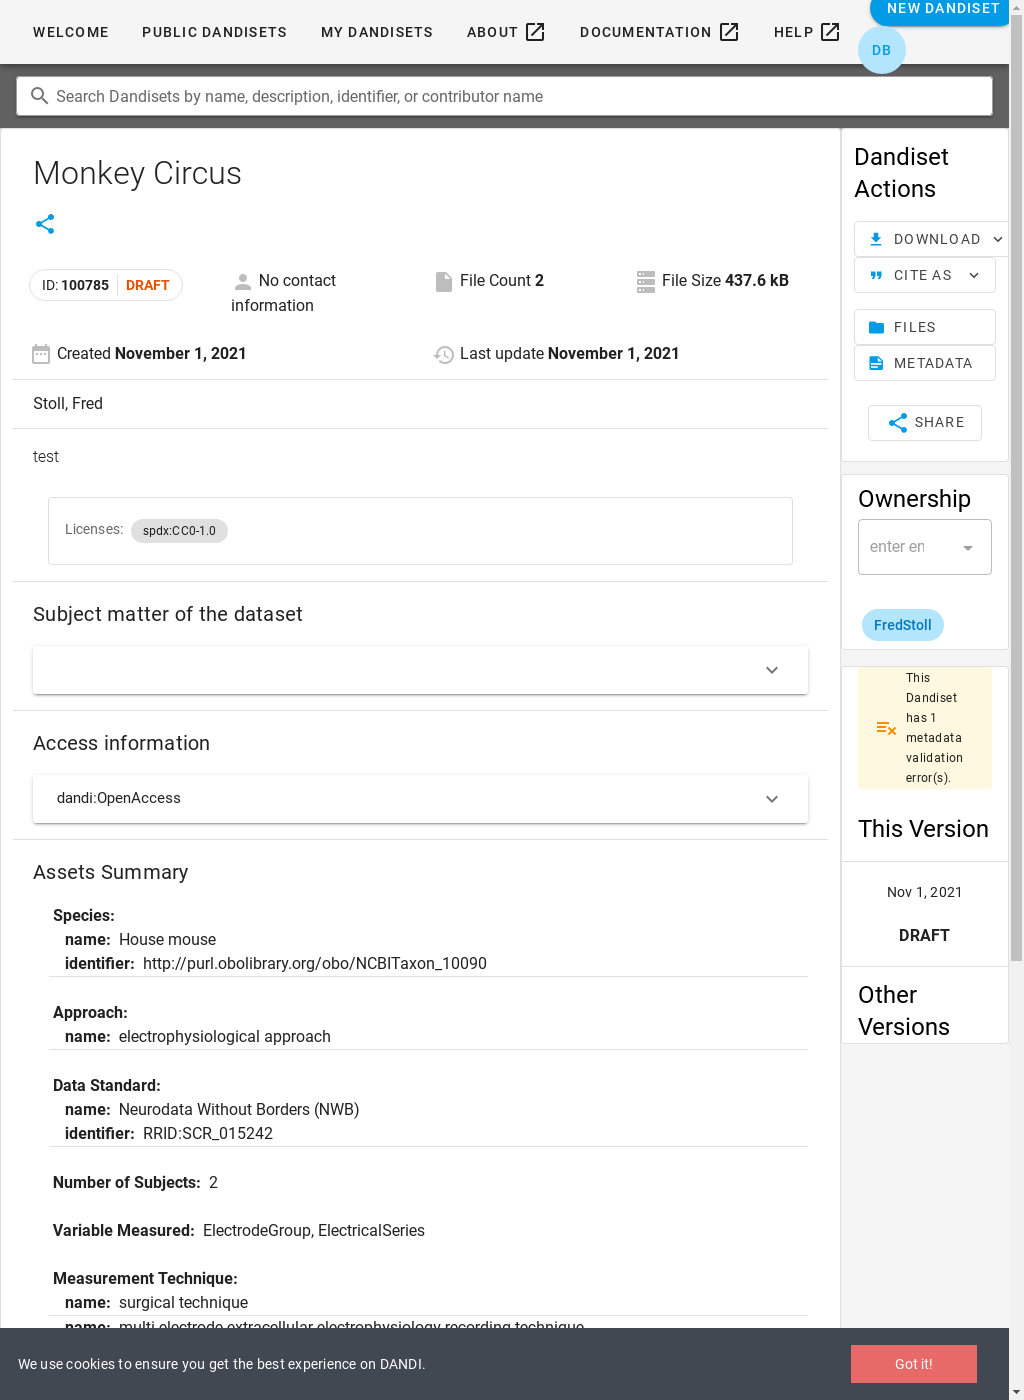 WELCOME PUBLIC DANDISETS MY DANDISETS ABOUT DOCUMENTATION HELP NEW DANDISET
DB
Search Dandisets by name, description, identifier, or contributor name
Monkey Circus
ID: 100785 DRAFT
No contact information
File Count 2
File Size 437.6 kB
Created November 1, 2021
Last update November 1, 2021
Stoll, Fred
test
Licenses: spdx:CC0-1.0
Subject matter of the dataset
Access information
dandi:OpenAccess
Assets Summary
Species:
name: House mouse
identifier: http://purl.obolibrary.org/obo/NCBITaxon_10090
Approach:
name: electrophysiological approach
Data Standard:
name: Neurodata Without Borders (NWB)
identifier: RRID:SCR_015242
Number of Subjects: 2
Variable Measured: ElectrodeGroup, ElectricalSeries
Measurement Technique:
name: surgical technique
name: multi electrode extracellular electrophysiology recording technique
Dandiset
Actions
DOWNLOAD
CITE AS
FILES
METADATA
SHARE
Ownership
enter en
FredStoll
This
Dandiset
has 1
metadata
validation
error(s).
This Version
Nov 1, 2021
DRAFT
Other
Versions
We use cookies to ensure you get the best experience on DANDI.
Got it!